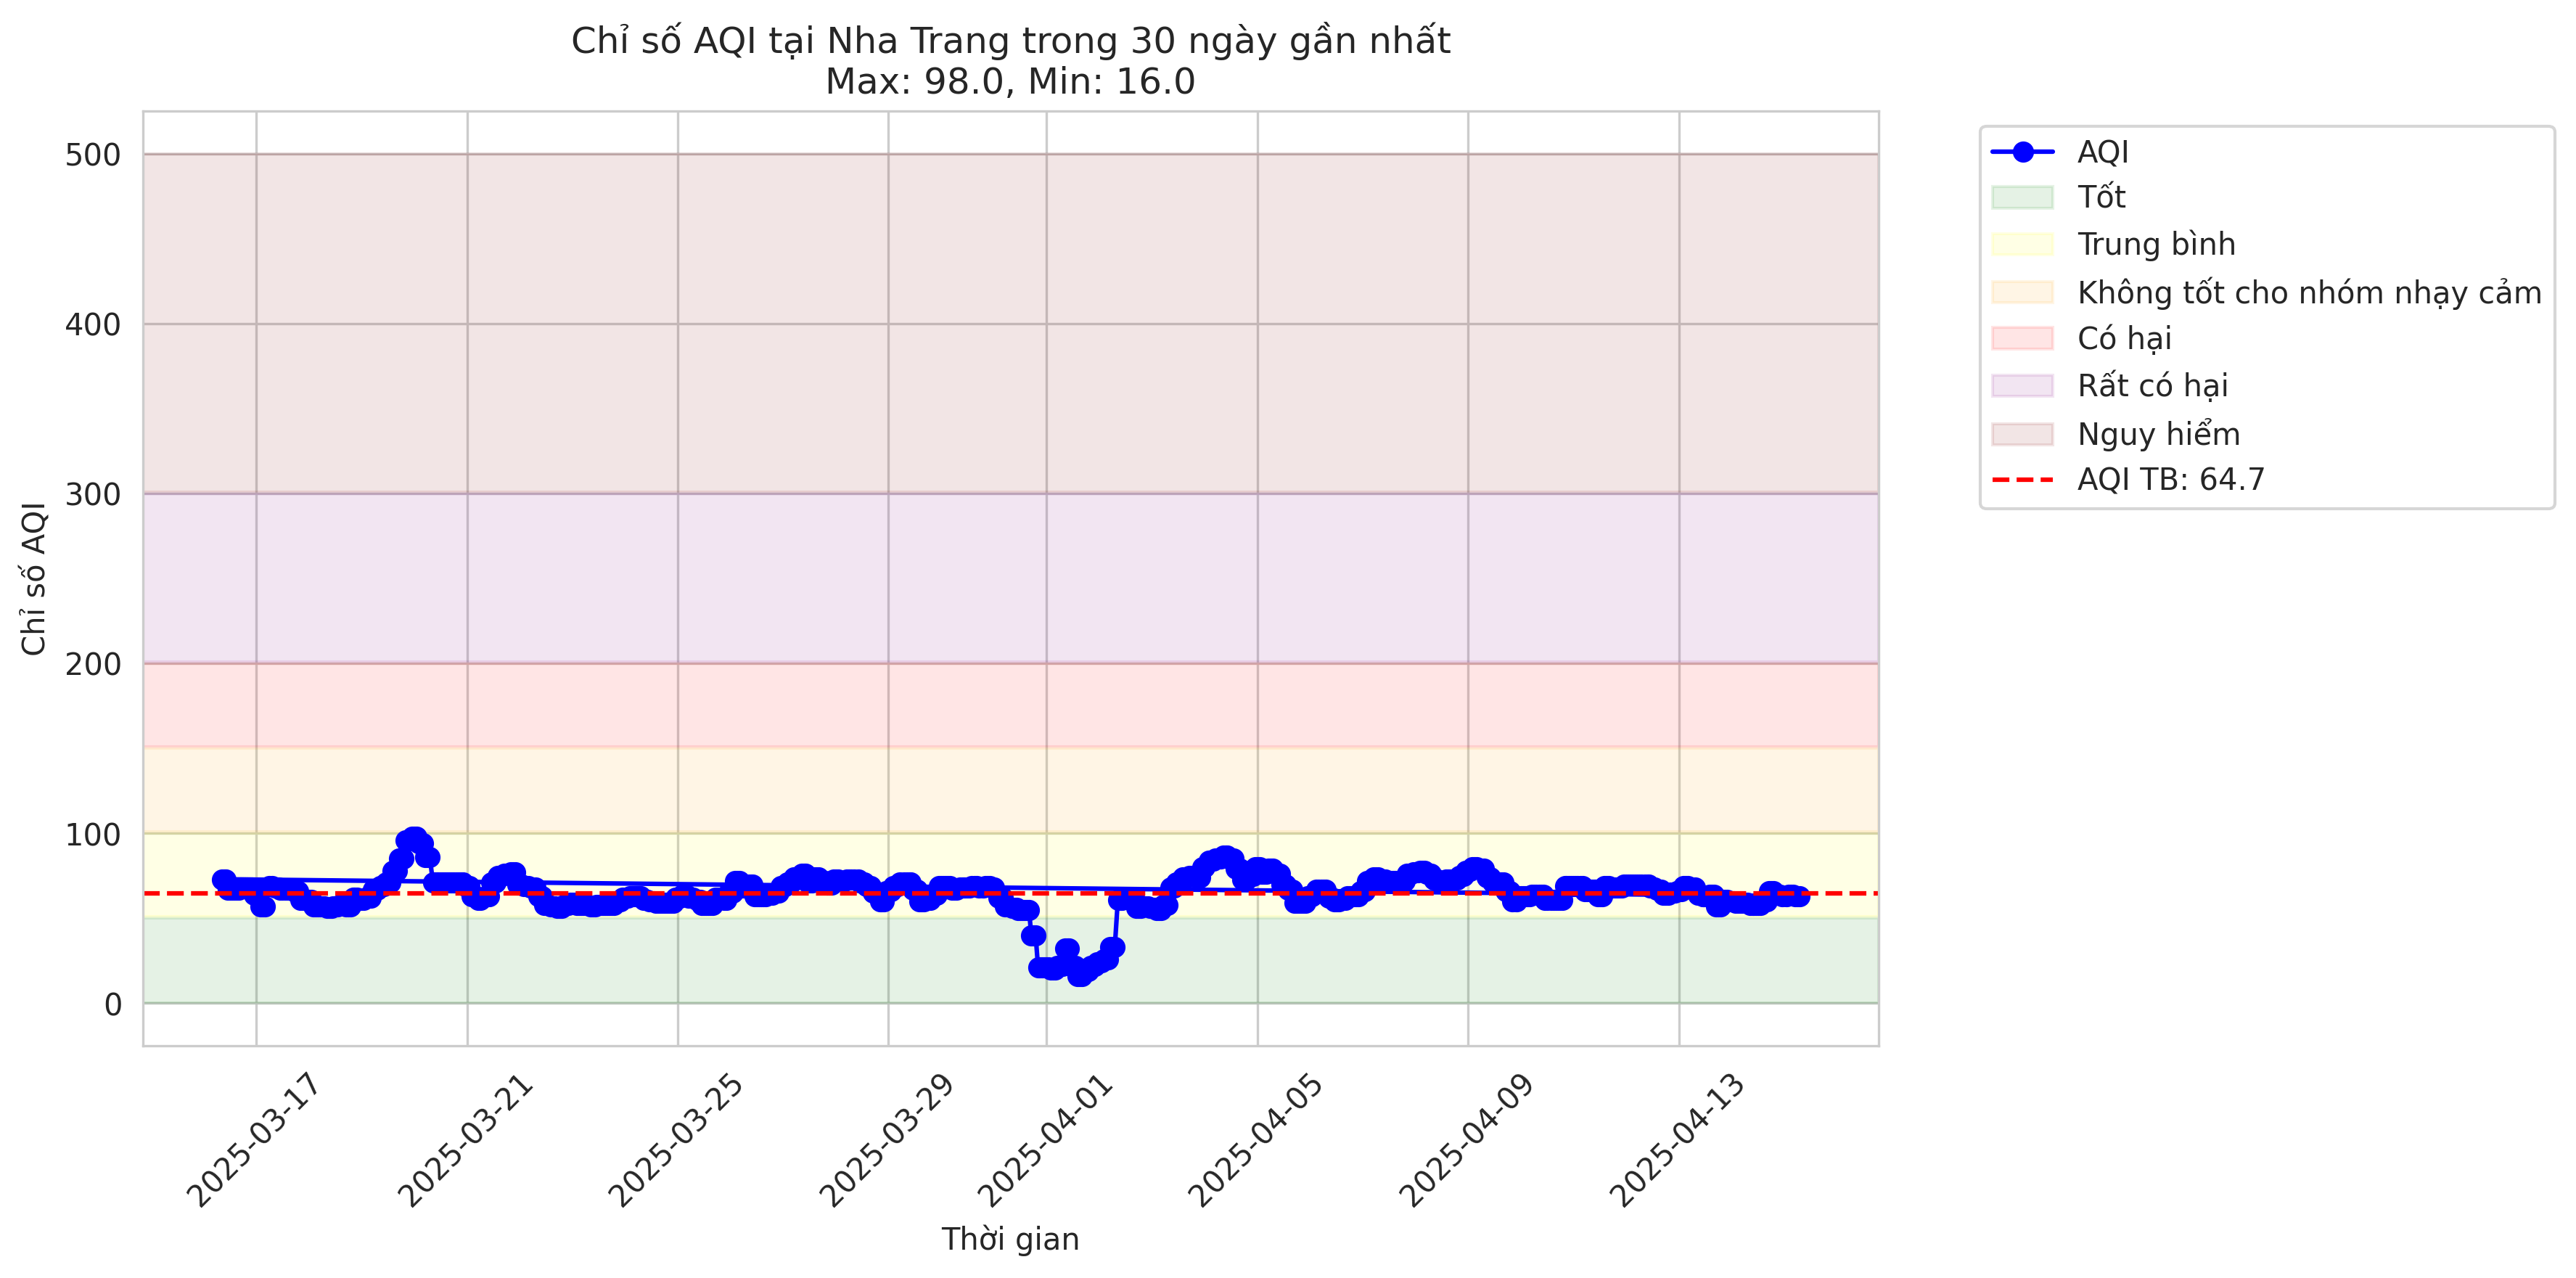 Chỉ số AQI tại Nha Trang trong 30 ngày gần nhất
Max: 98.0, Min: 16.0
Chỉ số AQI
500
400
300
200
100
0
2025-03-17
2025-03-21
2025-03-25
2025-03-29
2025-04-01
2025-04-05
2025-04-09
2025-04-13
Thời gian
AQI
Tốt
Trung bình
Không tốt cho nhóm nhạy cảm
Có hại
Rất có hại
Nguy hiểm
AQI TB: 64.7